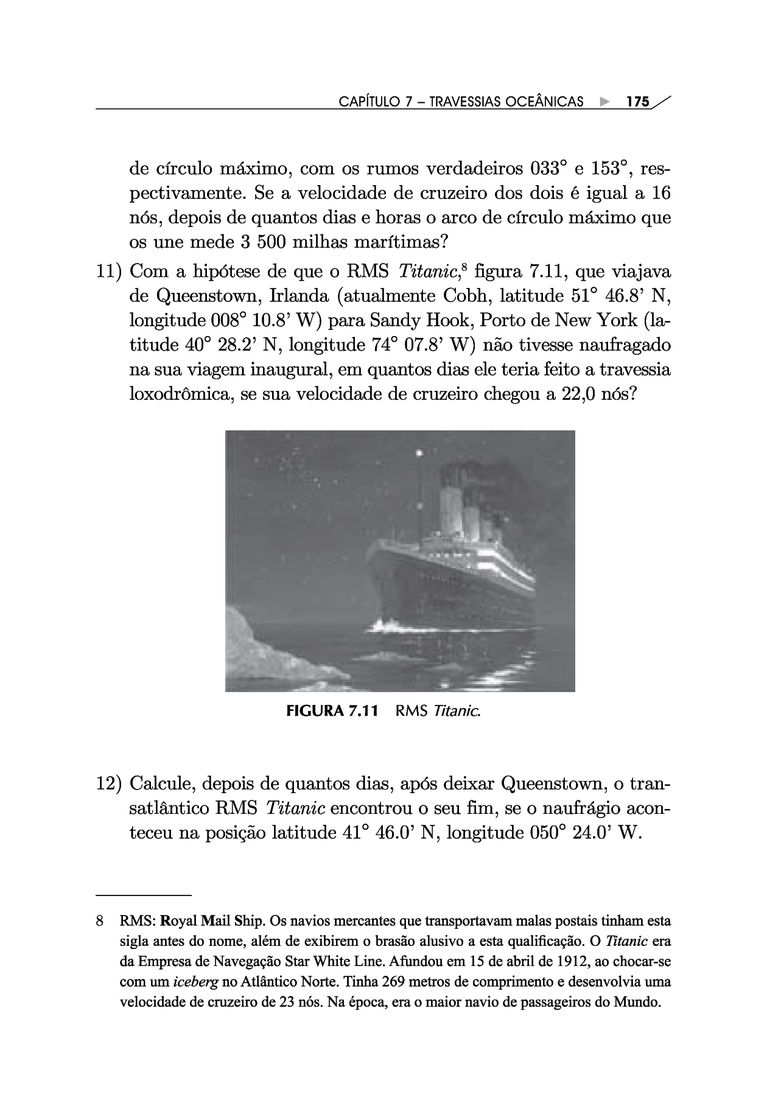 CAPÍTULO 7 – TRAVESSIAS OCEÂNICAS ▶ 175
de círculo máximo, com os rumos verdadeiros 033° e 153°, res-
pectivamente. Se a velocidade de cruzeiro dos dois é igual a 16
nós, depois de quantos dias e horas o arco de círculo máximo que
os une mede 3 500 milhas marítimas?
11) Com a hipótese de que o RMS Titanic,⁸ figura 7.11, que viajava
de Queenstown, Irlanda (atualmente Cobh, latitude 51° 46.8’ N,
longitude 008° 10.8’ W) para Sandy Hook, Porto de New York (la-
titude 40° 28.2’ N, longitude 74° 07.8’ W) não tivesse naufragado
na sua viagem inaugural, em quantos dias ele teria feito a travessia
loxodrômica, se sua velocidade de cruzeiro chegou a 22,0 nós?
FIGURA 7.11 RMS Titanic.
12) Calcule, depois de quantos dias, após deixar Queenstown, o tran-
satlântico RMS Titanic encontrou o seu fim, se o naufrágio acon-
teceu na posição latitude 41° 46.0’ N, longitude 050° 24.0’ W.
8 RMS: Royal Mail Ship. Os navios mercantes que transportavam malas postais tinham esta
sigla antes do nome, além de exibirem o brasão alusivo a esta qualificação. O Titanic era
da Empresa de Navegação Star White Line. Afundou em 15 de abril de 1912, ao chocar-se
com um iceberg no Atlântico Norte. Tinha 269 metros de comprimento e desenvolvia uma
velocidade de cruzeiro de 23 nós. Na época, era o maior navio de passageiros do Mundo.